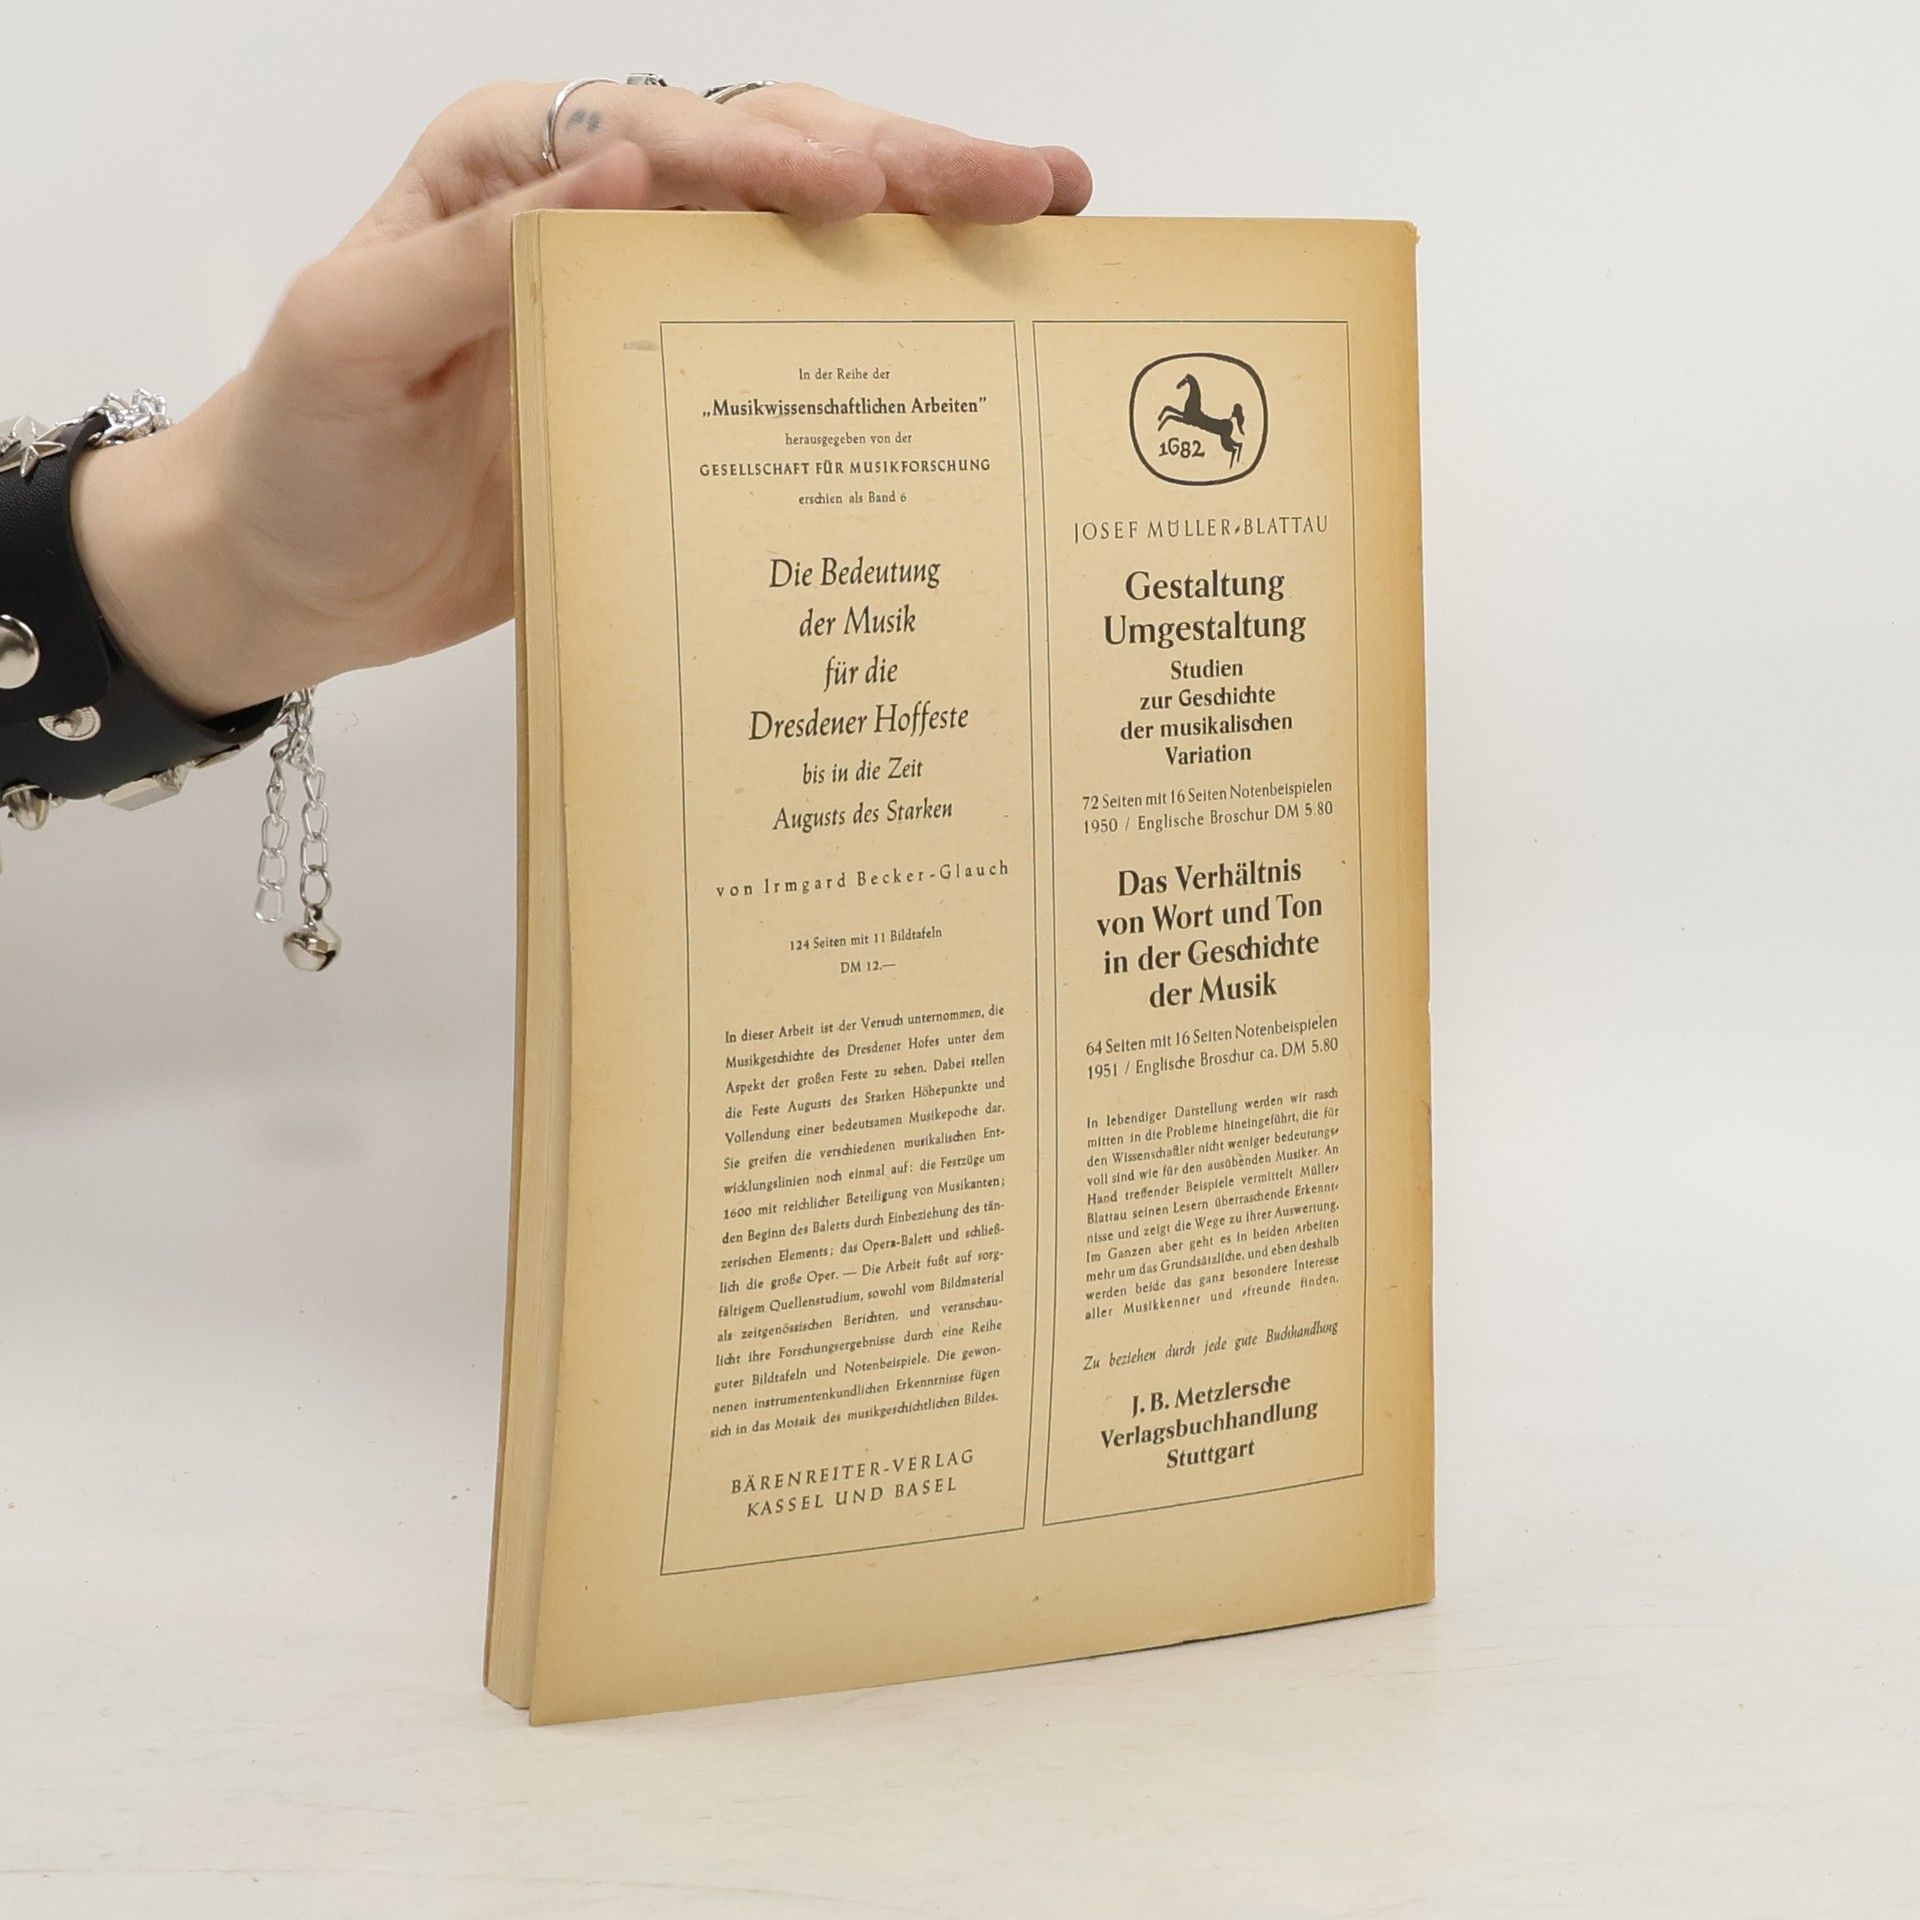 In der Reihe der
„Musikwissenschaftlichen Arbeiten"
herausgegeben von der
GESELLSCHAFT FÜR MUSIKFORSCHUNG
erschien als Band 6
Die Bedeutung
der Musik
für die
Dresdener Hoffeste
bis in die Zeit
Augusts des Starken
von Irmgard Becker-Glauch
124 Seiten mit 11 Bildtafeln
DM 12.—
In dieser Arbeit ist der Versuch unternommen, die
Musikgeschichte des Dresdener Hofes unter dem
Aspekt der großen Feste zu sehen. Dabei stellen
die Feste Augusts des Starken Höhepunkte und
Vollendung einer bedeutsamen Musikepoche dar.
Sie greifen die verschiedenen musikalischen Ent-
wicklungslinien noch einmal auf: die Festzüge um
1600 mit reichlicher Beteiligung von Musikanten;
den Beginn des Baletts durch Einbeziehung des tän-
zerischen Elements; das Opera-Balett und schließ-
lich die große Oper. — Die Arbeit fußt auf sorg-
fältigem Quellenstudium, sowohl vom Bildmaterial
als zeitgenössischen Berichten, und veranschau-
licht ihre Forschungsergebnisse durch eine Reihe
guter Bildtafeln und Notenbeispiele. Die gewon-
nenen instrumentenkundlichen Erkenntnisse fügen
sich in das Mosaik des musikgeschichtlichen Bildes.
BÄRENREITER-VERLAG
KASSEL UND BASEL
1682
JOSEF MÜLLER-BLATTAU
Gestaltung
Umgestaltung
Studien
zur Geschichte
der musikalischen
Variation
72 Seiten mit 16 Seiten Notenbeispielen
1950 / Englische Broschur DM 5.80
Das Verhältnis
von Wort und Ton
in der Geschichte
der Musik
64 Seiten mit 16 Seiten Notenbeispielen
1951 / Englische Broschur ca. DM 5.80
In lebendiger Darstellung werden wir rasch
mitten in die Probleme hineingeführt, die für
den Wissenschaftler nicht weniger bedeutungs-
voll sind wie für den ausübenden Musiker. An
Hand treffender Beispiele vermittelt Müller-
Blattau seinen Lesern überraschende Erkennt-
nisse und zeigt die Wege zu ihrer Auswertung.
Im Ganzen aber geht es in beiden Arbeiten
mehr um das Grundsätzliche, und eben deshalb
werden beide das ganz besondere Interesse
aller Musikkenner und -freunde finden.
Zu beziehen durch jede gute Buchhandlung
J. B. Metzlersche
Verlagsbuchhandlung
Stuttgart